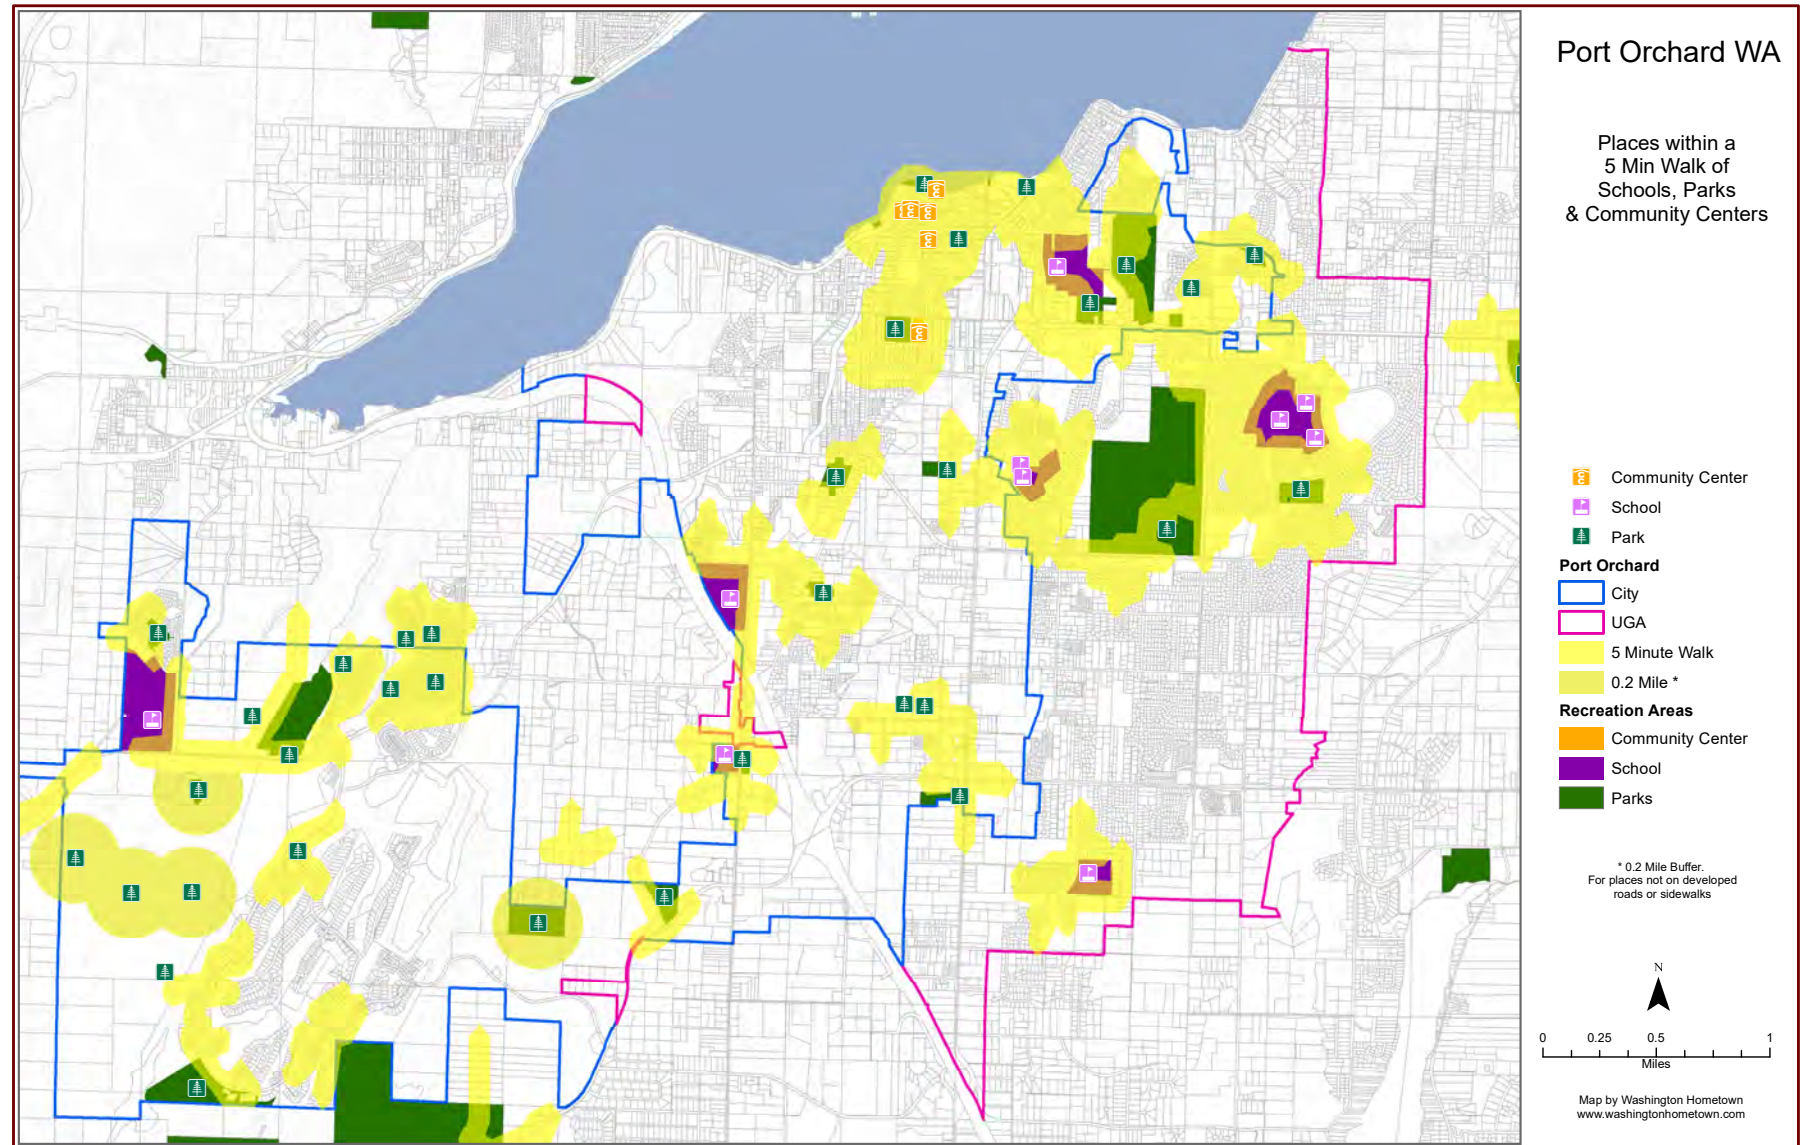 Port Orchard WA
Places within a
5 Min Walk of
Schools, Parks
& Community Centers
Community Center
School
Park
Port Orchard
City
UGA
5 Minute Walk
0.2 Mile *
Recreation Areas
Community Center
School
Parks
* 0.2 Mile Buffer.
For places not on developed
roads or sidewalks
N
0 0.25 0.5 1
Miles
Map by Washington Hometown
www.washingtonhometown.com